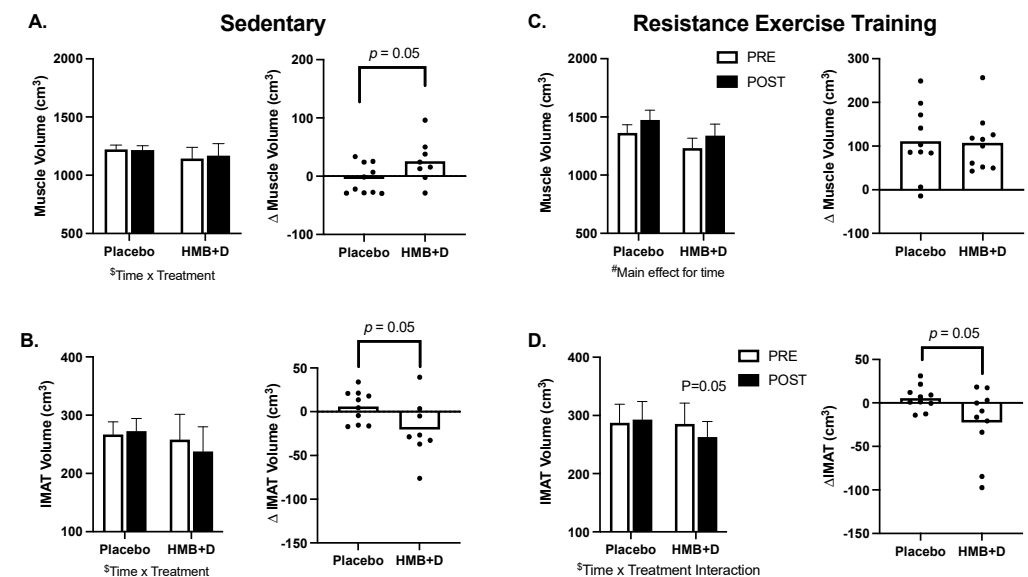 A.
Sedentary
Muscle Volume (cm³)
2000
1500
1000
500
Placebo HMB+D
$Time x Treatment
Δ Muscle Volume (cm³)
200
100
0
-100
p = 0.05
Placebo HMB+D
C.
Resistance Exercise Training
Muscle Volume (cm³)
2000
1500
1000
500
PRE
POST
Placebo HMB+D
#Main effect for time
Δ Muscle Volume (cm³)
300
200
100
0
-100
Placebo HMB+D
B.
IMAT Volume (cm³)
400
300
200
100
Placebo HMB+D
$Time x Treatment
Δ IMAT Volume (cm³)
50
0
-50
-100
-150
p = 0.05
Placebo HMB+D
D.
IMAT Volume (cm³)
400
300
200
100
PRE
POST
P=0.05
Placebo HMB+D
$Time x Treatment Interaction
ΔIMAT (cm³)
50
0
-50
-100
-150
p = 0.05
Placebo HMB+D